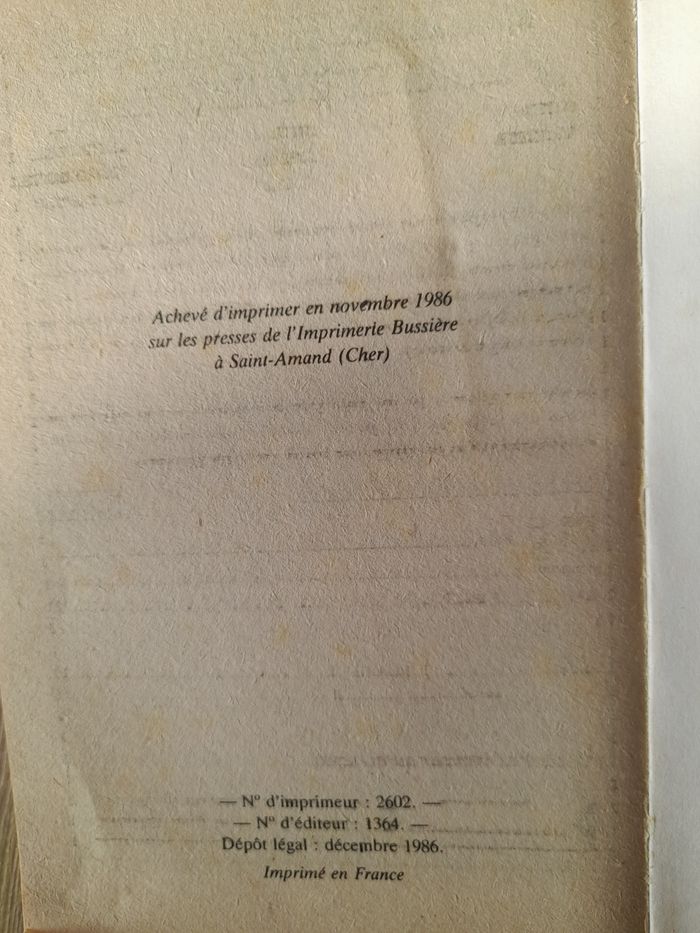 Achevé d'imprimer en novembre 1986
sur les presses de l'Imprimerie Bussière
à Saint-Amand (Cher)
— N° d'imprimeur : 2602. —
— N° d'éditeur : 1364. —
Dépôt légal : décembre 1986.
Imprimé en France